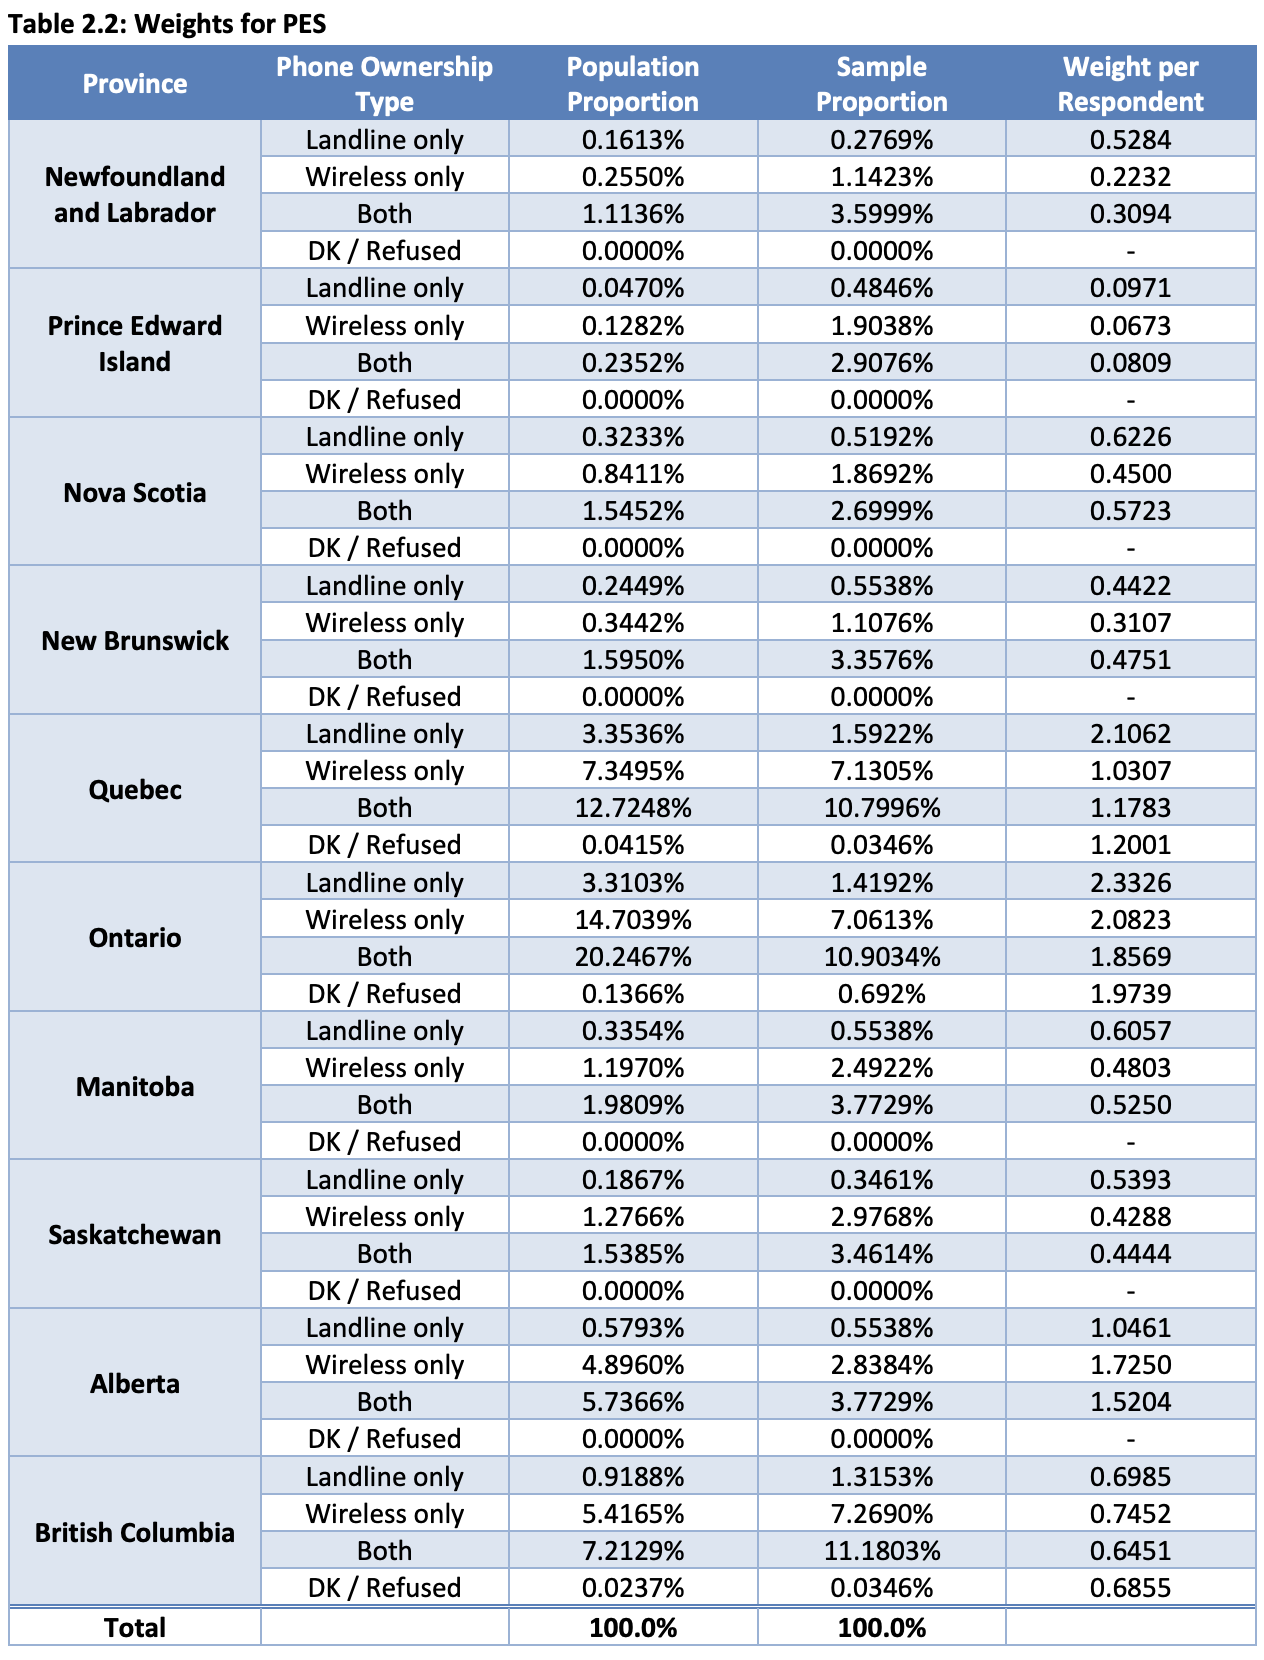 Table 2.2: Weights for PES
Province Phone Ownership Type Population Proportion Sample Proportion Weight per Respondent
Newfoundland and Labrador Landline only 0.1613% 0.2769% 0.5284
Wireless only 0.2550% 1.1423% 0.2232
Both 1.1136% 3.5999% 0.3094
DK / Refused 0.0000% 0.0000% -
Prince Edward Island Landline only 0.0470% 0.4846% 0.0971
Wireless only 0.1282% 1.9038% 0.0673
Both 0.2352% 2.9076% 0.0809
DK / Refused 0.0000% 0.0000% -
Nova Scotia Landline only 0.3233% 0.5192% 0.6226
Wireless only 0.8411% 1.8692% 0.4500
Both 1.5452% 2.6999% 0.5723
DK / Refused 0.0000% 0.0000% -
New Brunswick Landline only 0.2449% 0.5538% 0.4422
Wireless only 0.3442% 1.1076% 0.3107
Both 1.5950% 3.3576% 0.4751
DK / Refused 0.0000% 0.0000% -
Quebec Landline only 3.3536% 1.5922% 2.1062
Wireless only 7.3495% 7.1305% 1.0307
Both 12.7248% 10.7996% 1.1783
DK / Refused 0.0415% 0.0346% 1.2001
Ontario Landline only 3.3103% 1.4192% 2.3326
Wireless only 14.7039% 7.0613% 2.0823
Both 20.2467% 10.9034% 1.8569
DK / Refused 0.1366% 0.692% 1.9739
Manitoba Landline only 0.3354% 0.5538% 0.6057
Wireless only 1.1970% 2.4922% 0.4803
Both 1.9809% 3.7729% 0.5250
DK / Refused 0.0000% 0.0000% -
Saskatchewan Landline only 0.1867% 0.3461% 0.5393
Wireless only 1.2766% 2.9768% 0.4288
Both 1.5385% 3.4614% 0.4444
DK / Refused 0.0000% 0.0000% -
Alberta Landline only 0.5793% 0.5538% 1.0461
Wireless only 4.8960% 2.8384% 1.7250
Both 5.7366% 3.7729% 1.5204
DK / Refused 0.0000% 0.0000% -
British Columbia Landline only 0.9188% 1.3153% 0.6985
Wireless only 5.4165% 7.2690% 0.7452
Both 7.2129% 11.1803% 0.6451
DK / Refused 0.0237% 0.0346% 0.6855
Total 100.0% 100.0%